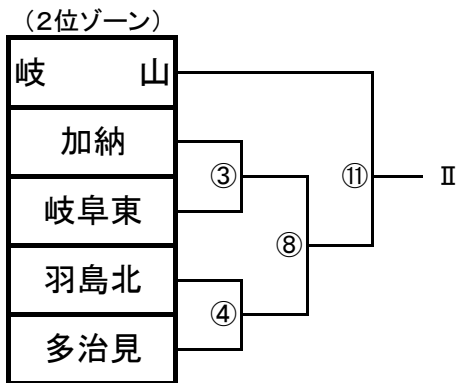 （2位ゾーン）
岐　　　山
⑪ Ⅱ
加納
③
岐阜東
⑧
羽島北
④
多治見